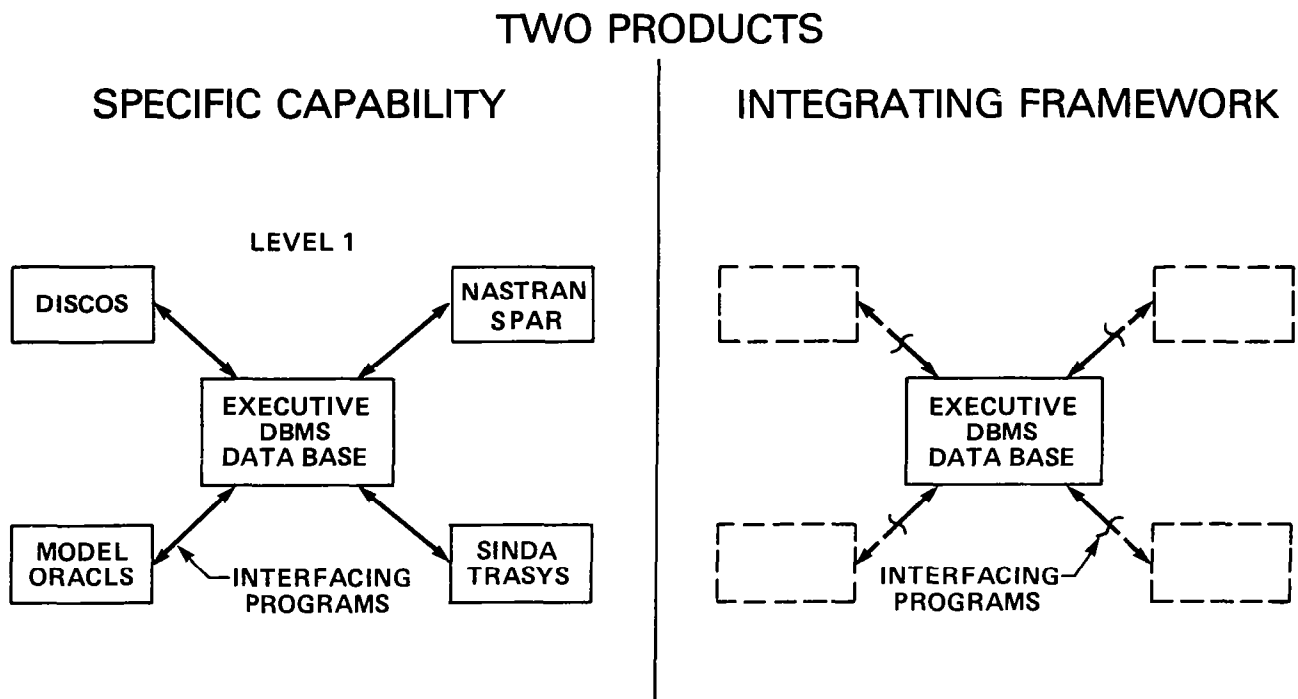 TWO PRODUCTS
SPECIFIC CAPABILITY
LEVEL 1
DISCOS
NASTRAN
SPAR
EXECUTIVE
DBMS
DATA BASE
MODEL
ORACLS
INTERFACING
PROGRAMS
SINDA
TRASYS
INTEGRATING FRAMEWORK
EXECUTIVE
DBMS
DATA BASE
INTERFACING
PROGRAMS